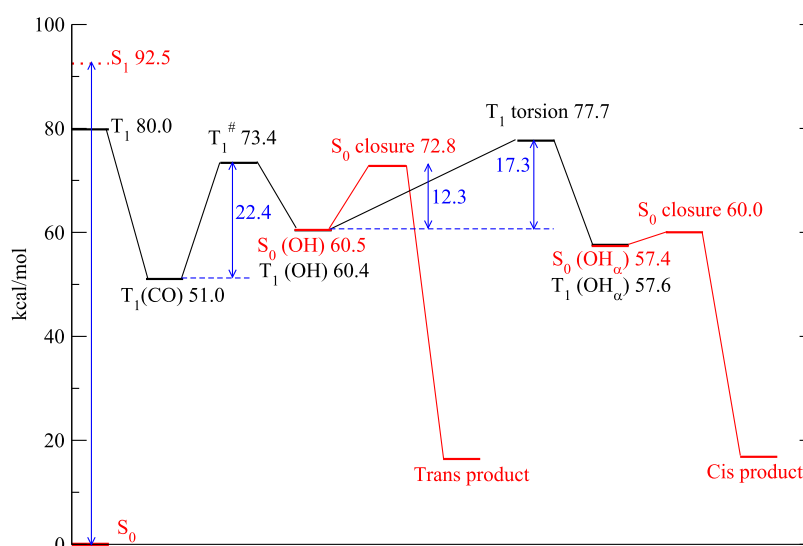 100
S₁ 92.5
T₁ 80.0
80
T₁# 73.4
S₀ closure 72.8
T₁ torsion 77.7
17.3
12.3
22.4
60
S₀ closure 60.0
S₀ (OH) 60.5
T₁ (OH) 60.4
S₀ (OHα) 57.4
T₁ (OHα) 57.6
T₁(CO) 51.0
kcal/mol
40
20
Trans product
Cis product
S₀
0